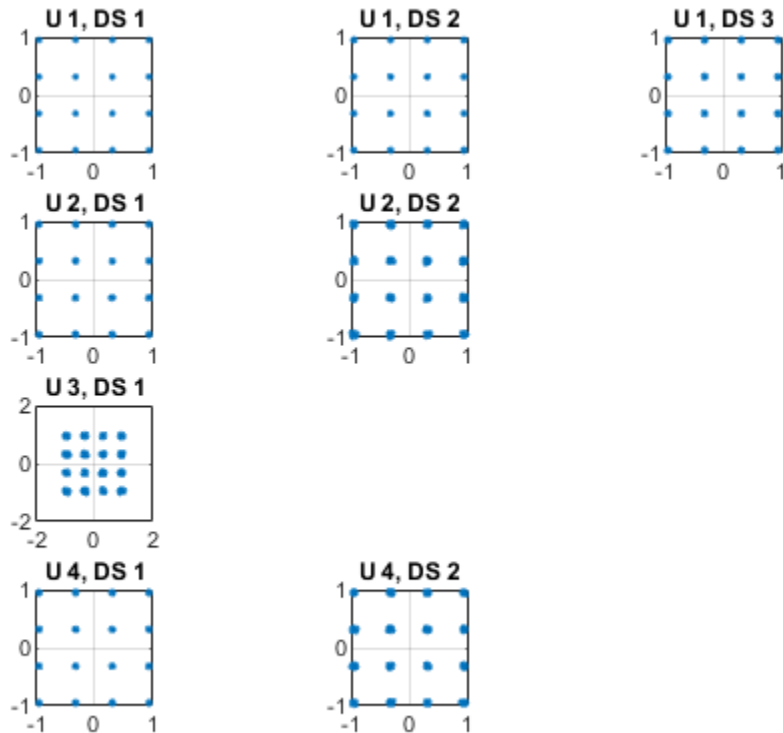 U 1, DS 1
1
0
-1
-1 0 1
U 1, DS 2
1
0
-1
-1 0 1
U 1, DS 3
1
0
-1
-1 0 1
U 2, DS 1
1
0
-1
-1 0 1
U 2, DS 2
1
0
-1
-1 0 1
U 3, DS 1
2
0
-2
-2 0 2
U 4, DS 1
1
0
-1
-1 0 1
U 4, DS 2
1
0
-1
-1 0 1